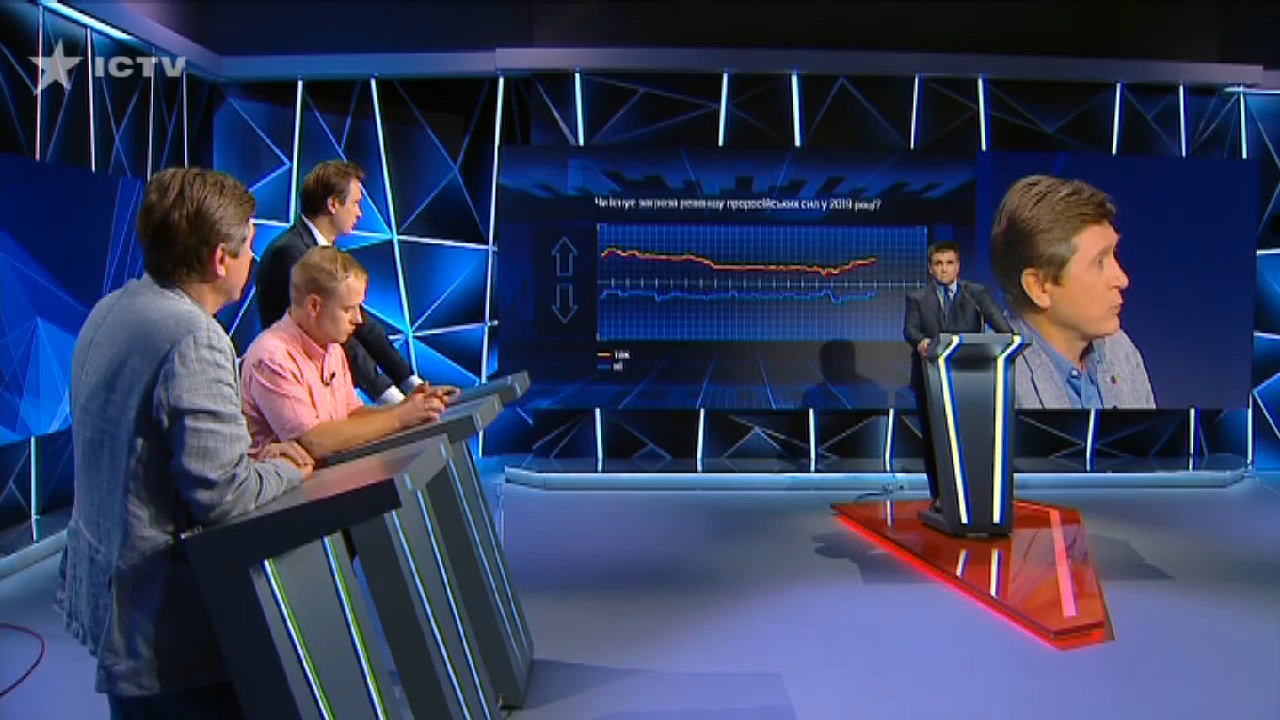 ICTV
Чи існує загроза реваншу проросійських сил у 2019 році?
так
ні